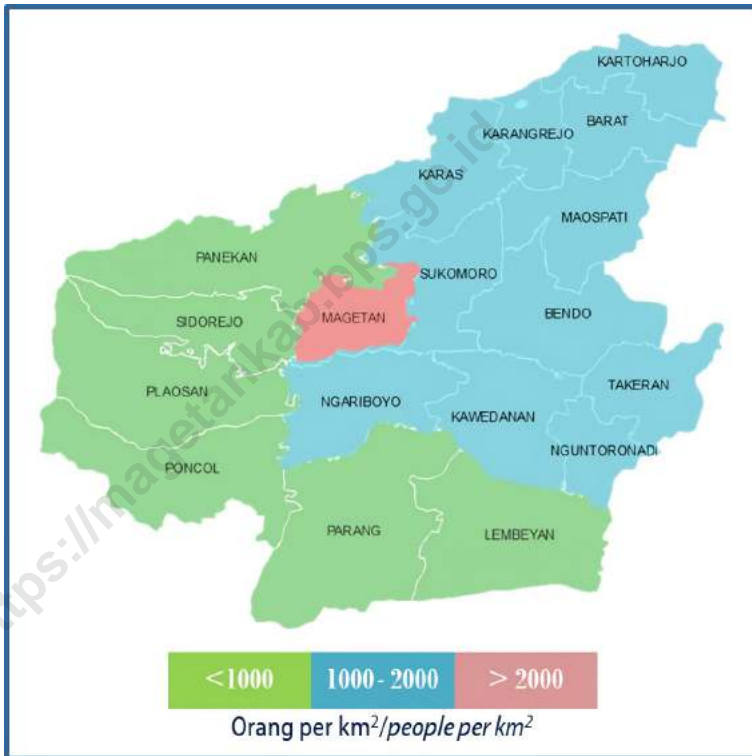 KARTOHARJO
BARAT
KARANGREJO
KARAS
MAOSPATI
PANEKAN
SUKOMORO
SIDOREJO
MAGETAN
BENDO
PLAOSAN
NGARIBOYO
TAKERAN
KAWEDANAN
NGUNTORONADI
PONCOL
PARANG
LEMBEYAN
https://magetankab.bps.go.id
<1000 1000 - 2000 > 2000
Orang per km²/people per km²